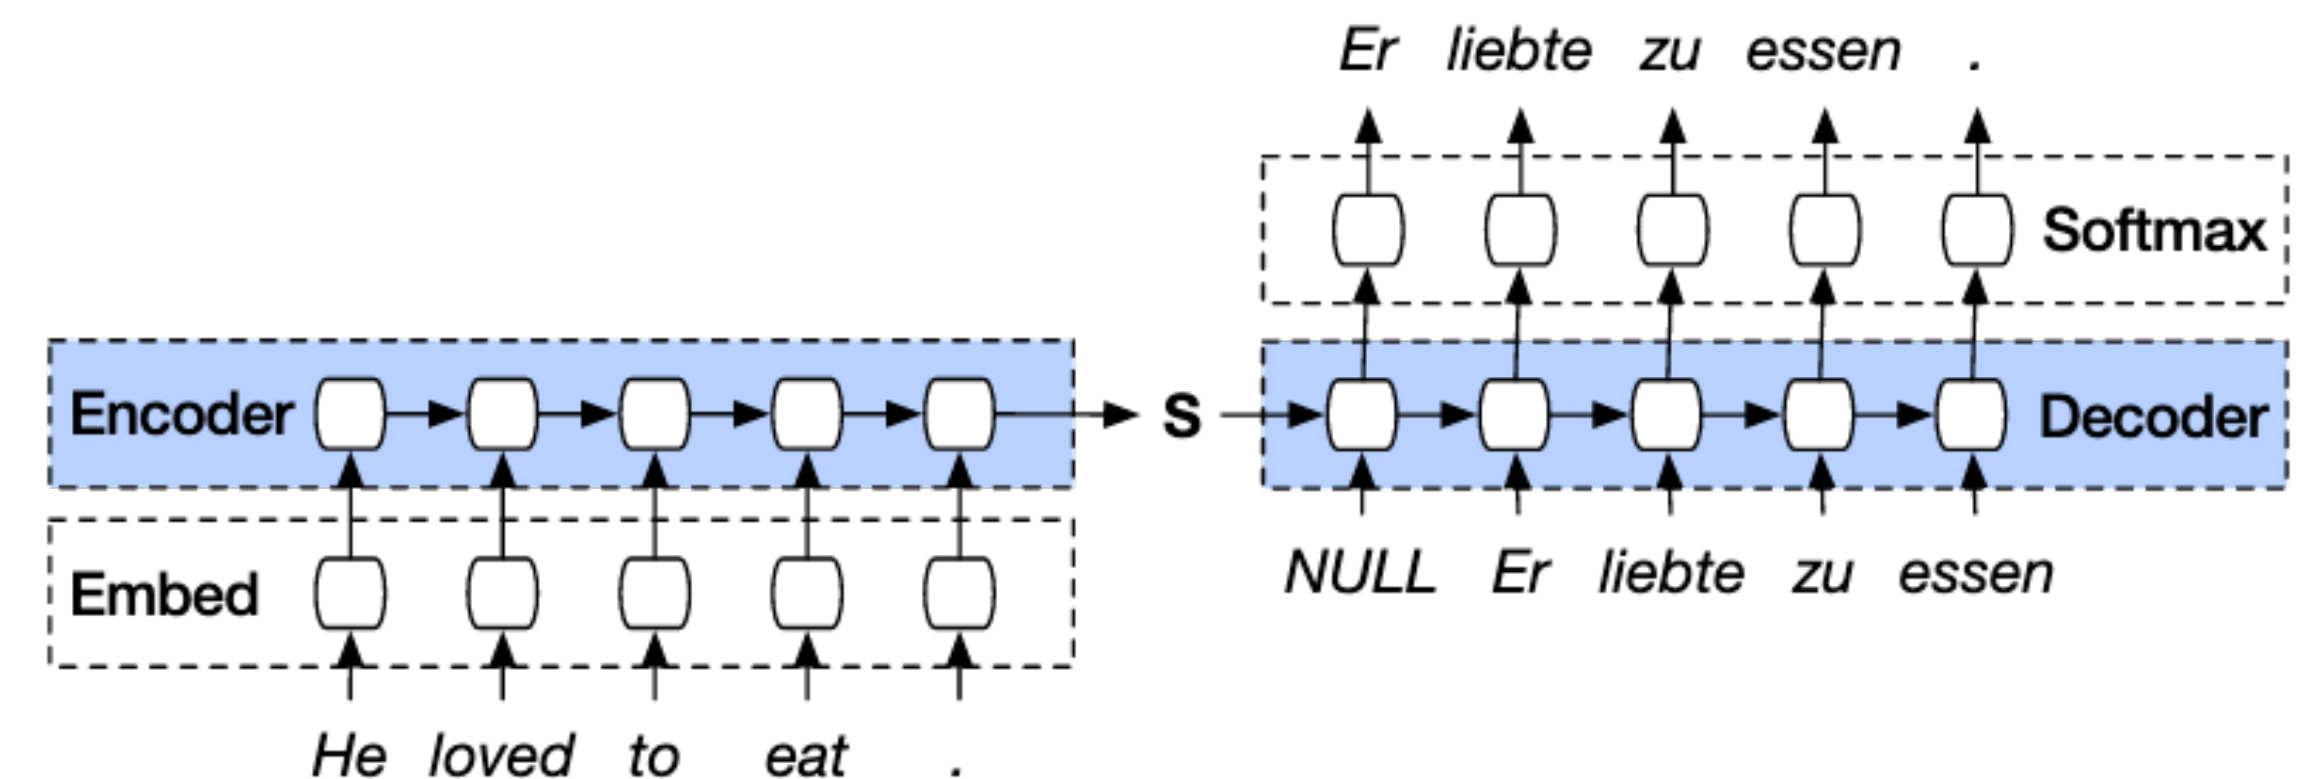 Er liebte zu essen .
Softmax
Encoder
S
Decoder
Embed
NULL Er liebte zu essen
He loved to eat .